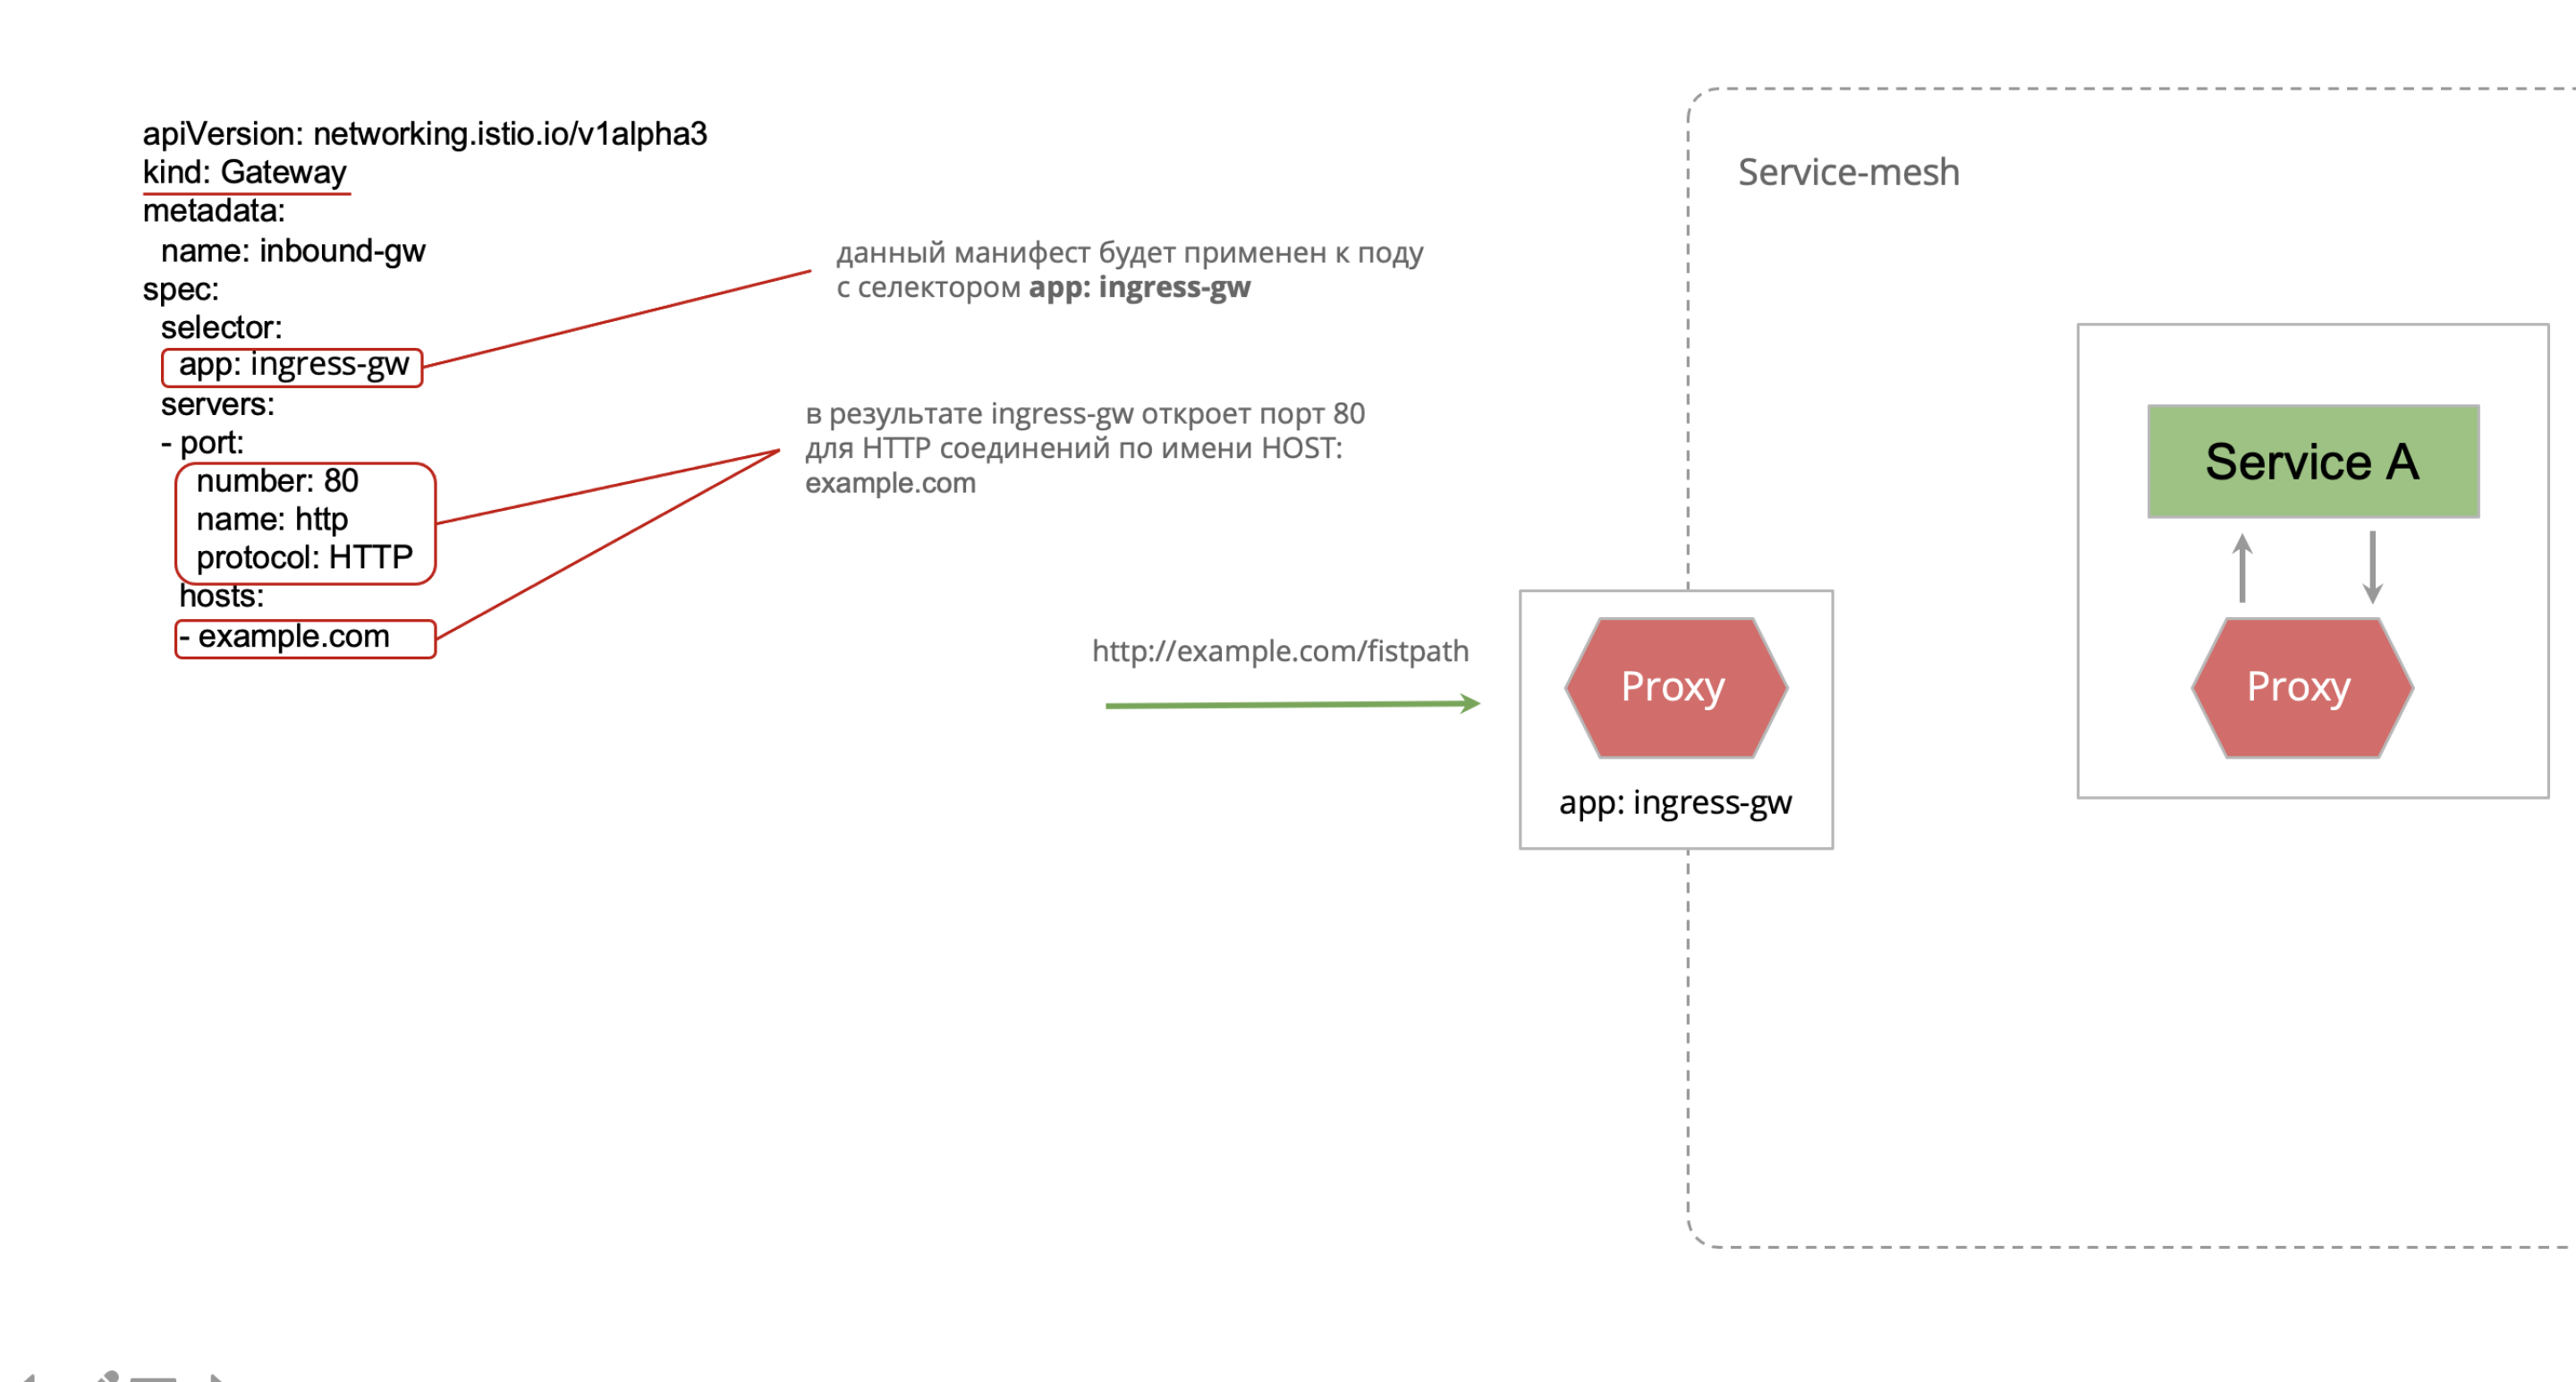 apiVersion: networking.istio.io/v1alpha3
kind: Gateway
metadata:
name: inbound-gw
spec:
selector:
app: ingress-gw
servers:
- port:
number: 80
name: http
protocol: HTTP
hosts:
- example.com
данный манифест будет применен к поду
с селектором app: ingress-gw
в результате ingress-gw откроет порт 80
для HTTP соединений по имени HOST:
example.com
http://example.com/fistpath
Service-mesh
Proxy
app: ingress-gw
Service A
Proxy